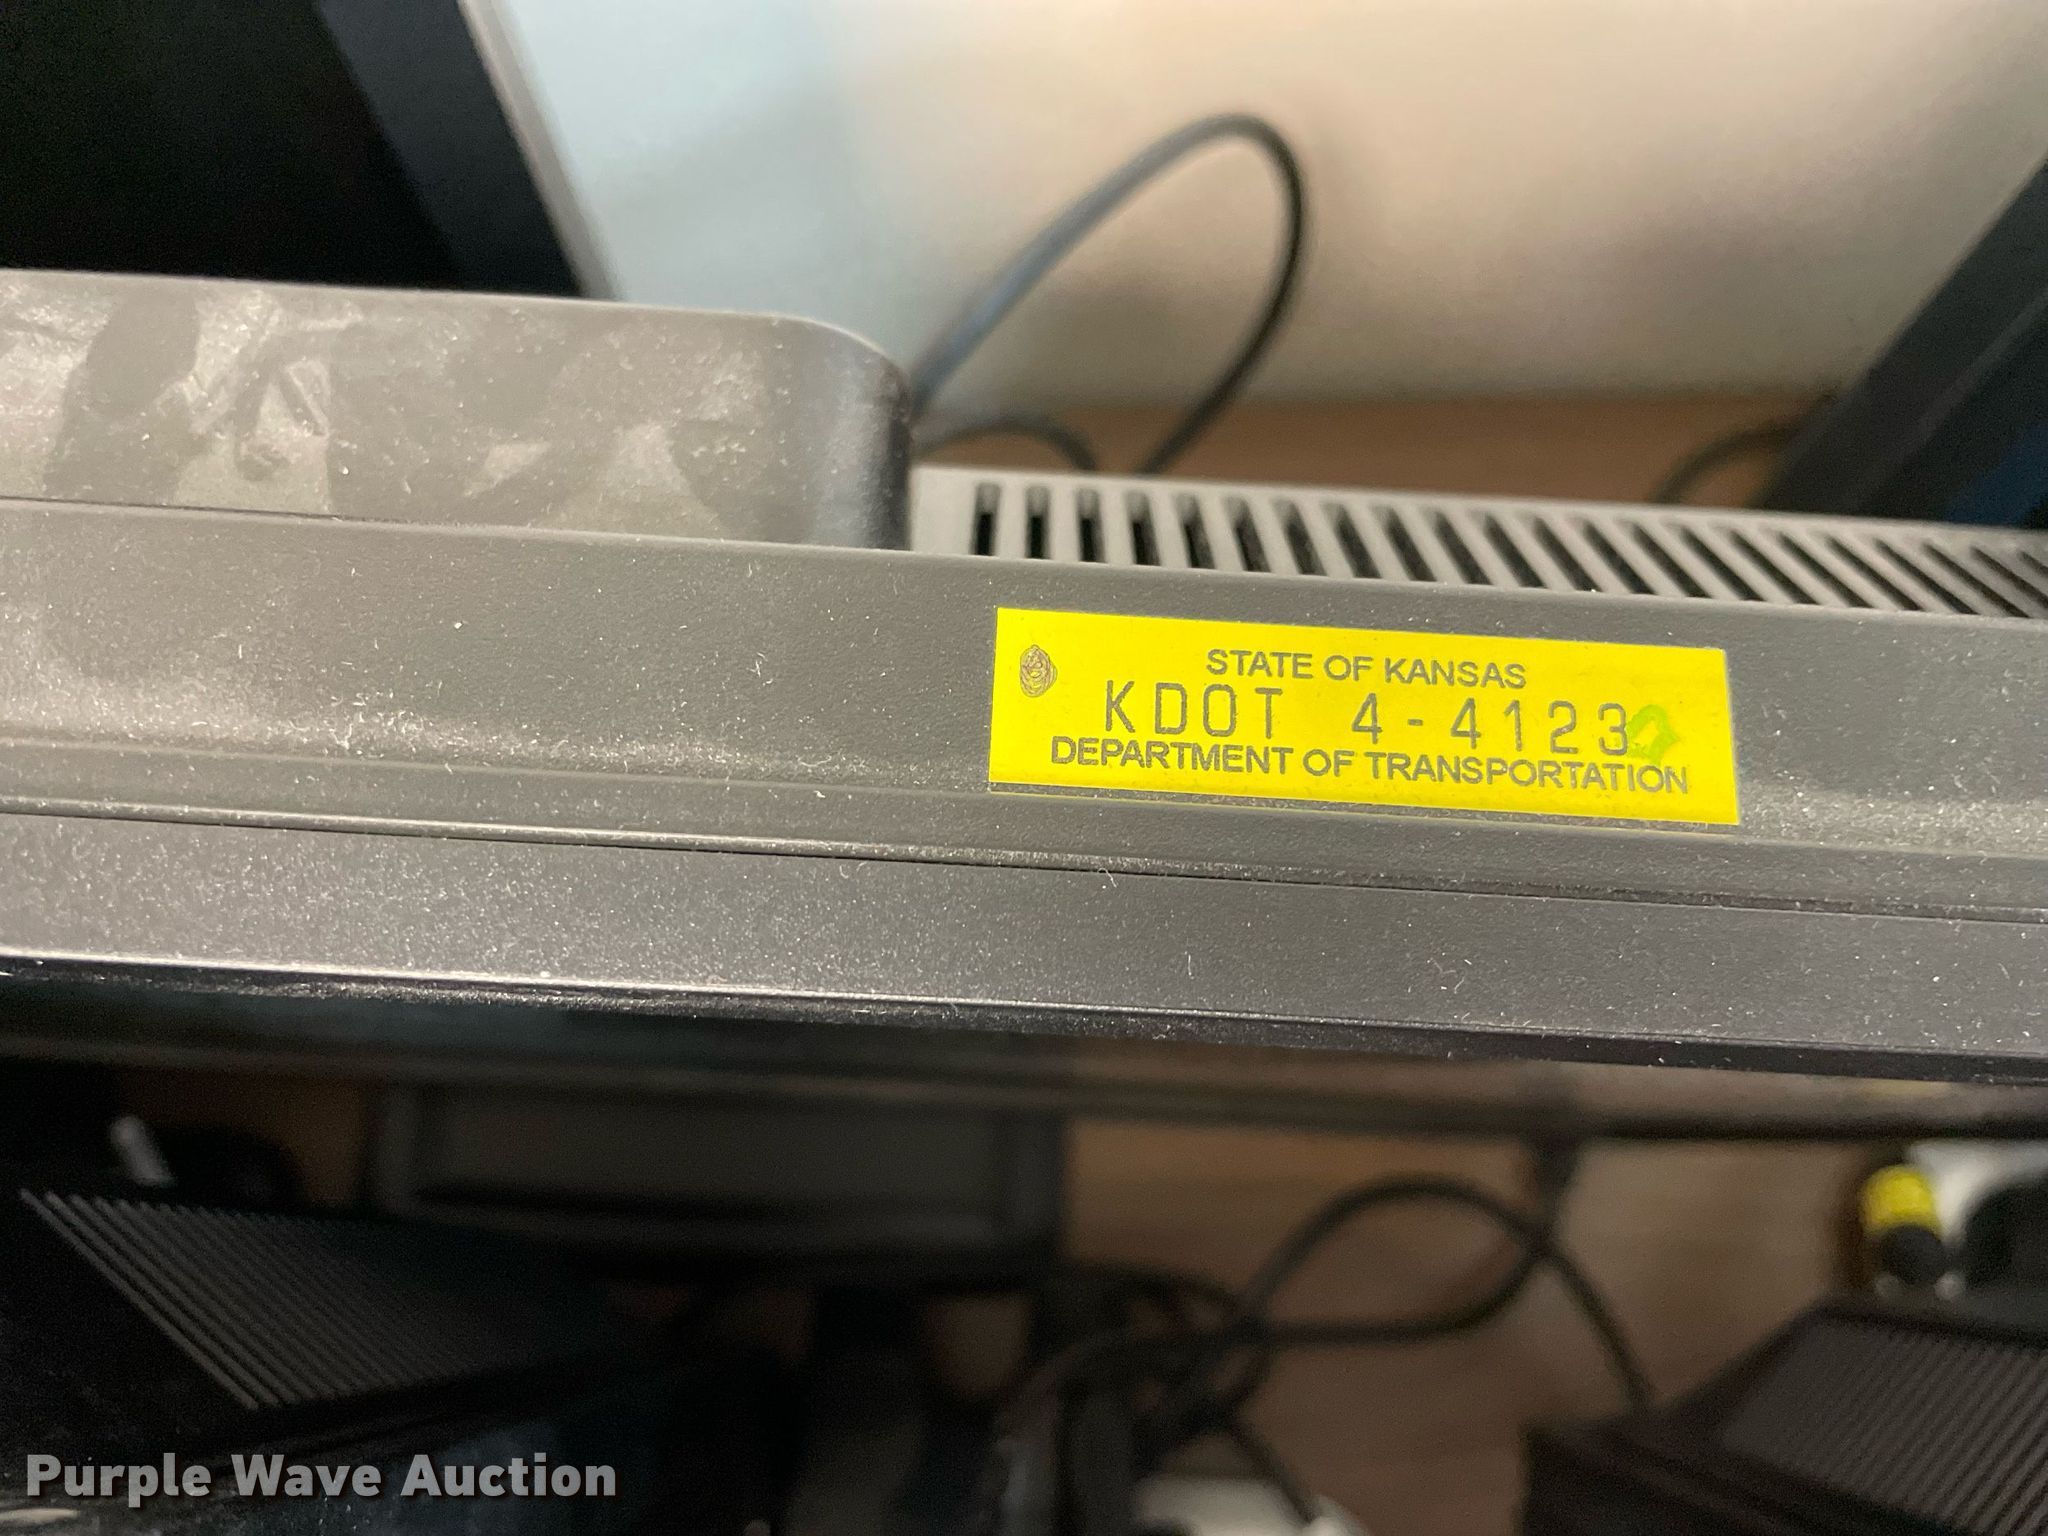 STATE OF KANSAS
KDOT 4-4123
DEPARTMENT OF TRANSPORTATION
Purple Wave Auction